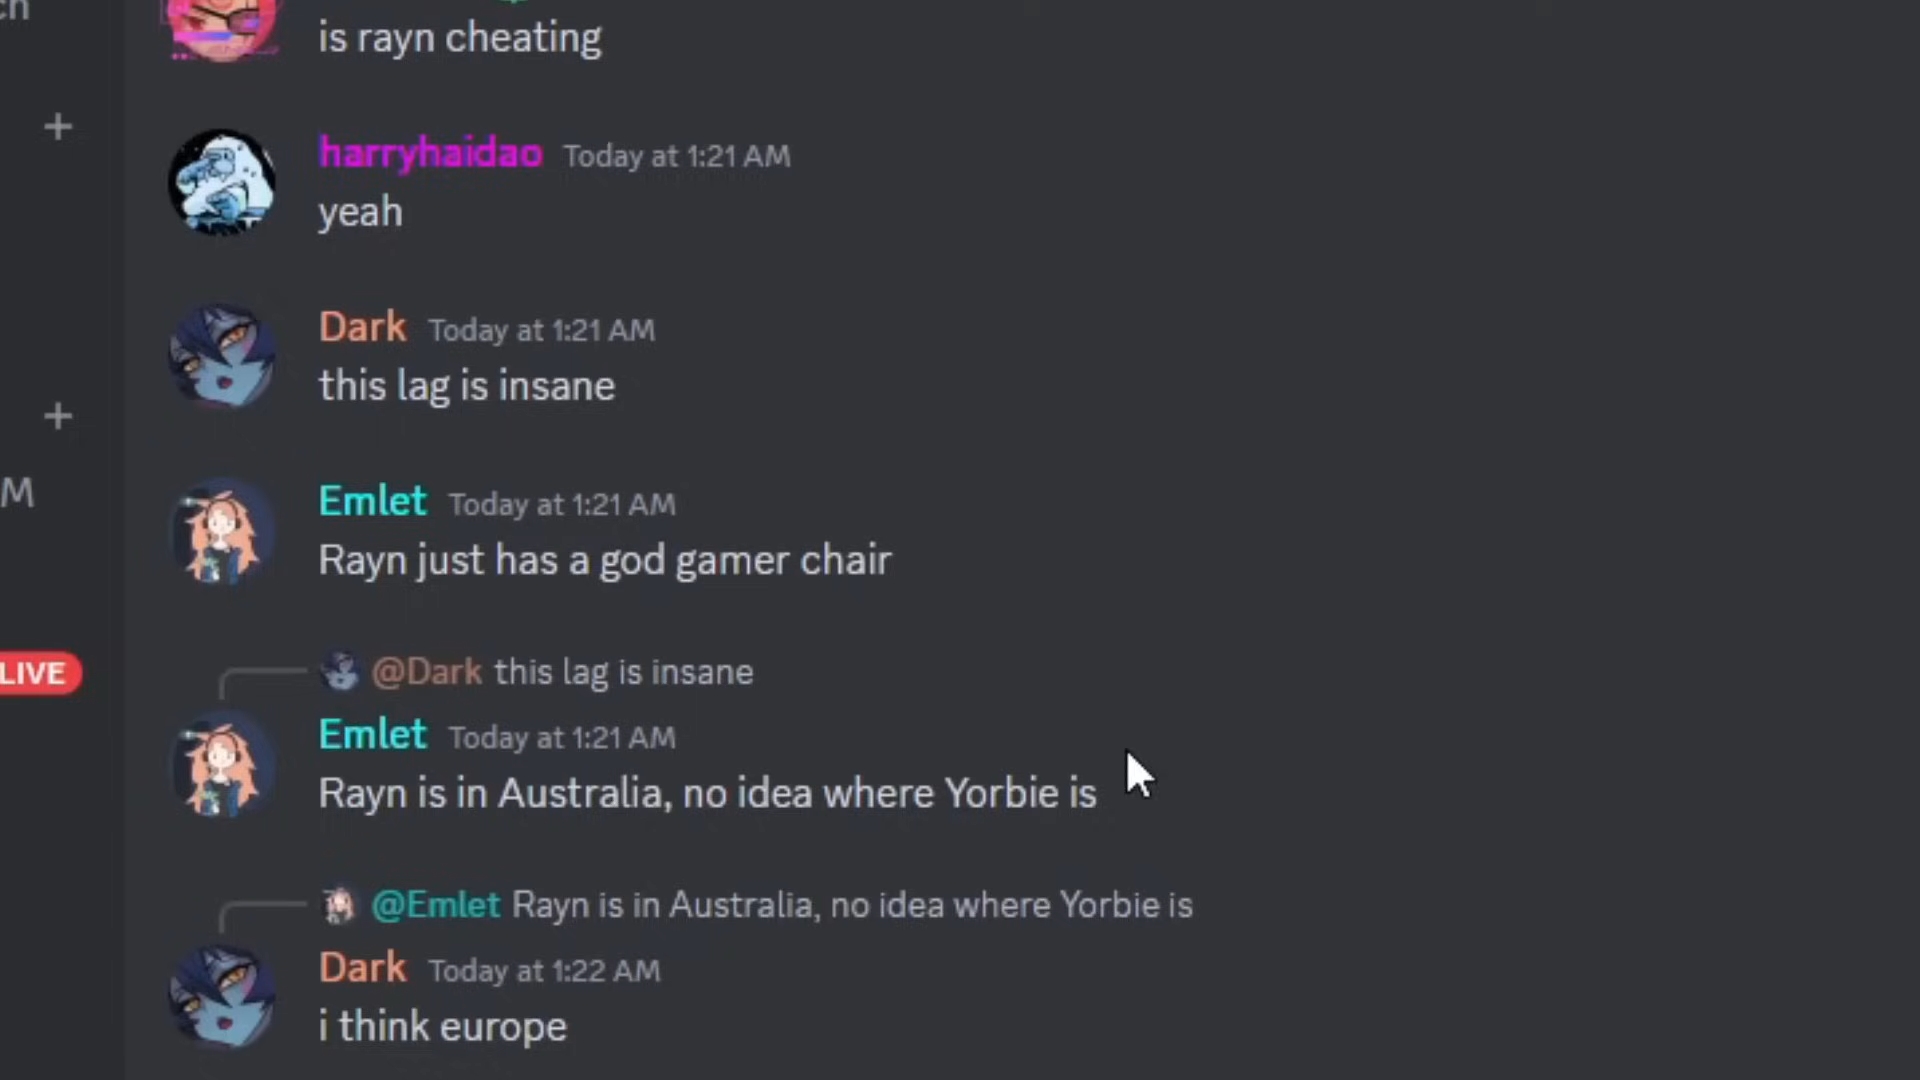 is rayn cheating
harryhaidao Today at 1:21 AM
yeah
Dark Today at 1:21 AM
this lag is insane
M
Emlet Today at 1:21 AM
Rayn just has a god gamer chair
LIVE
@Dark this lag is insane
Emlet Today at 1:21 AM
Rayn is in Australia, no idea where Yorbie is
@Emlet Rayn is in Australia, no idea where Yorbie is
Dark Today at 1:22 AM
i think europe